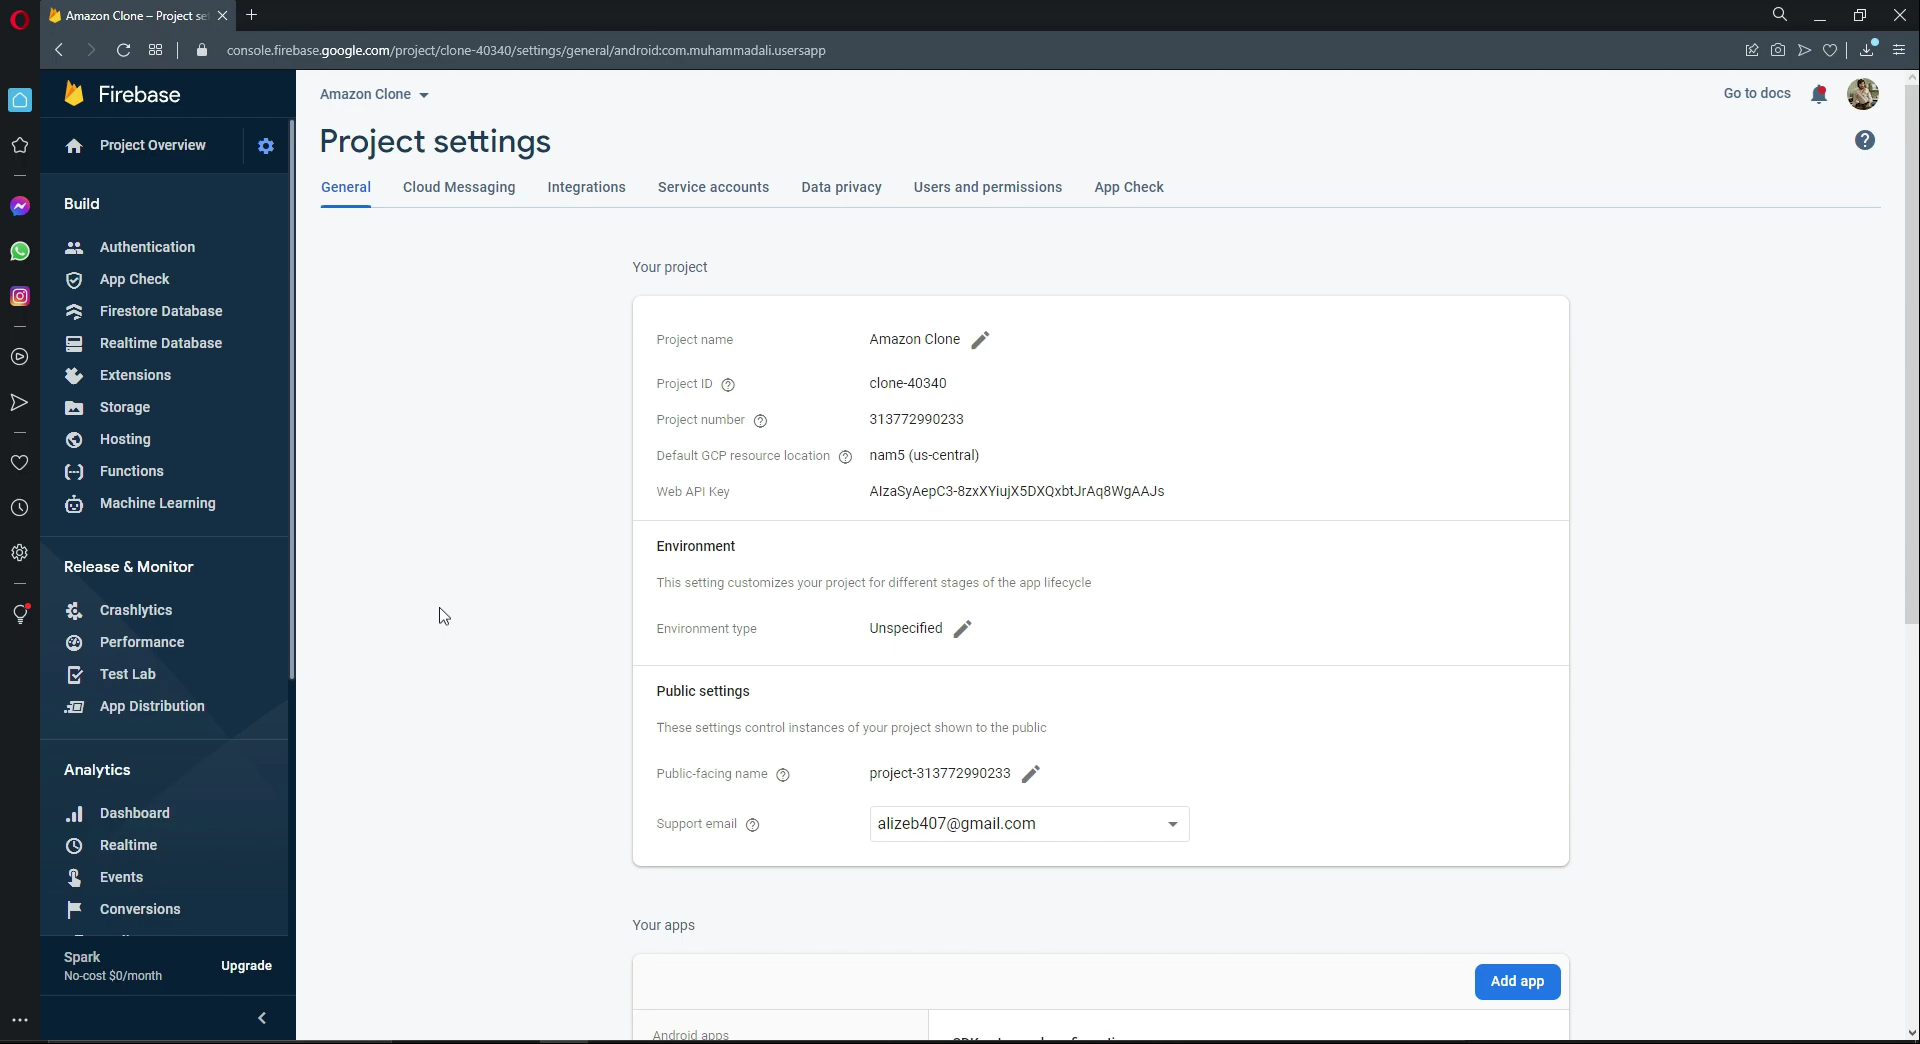 Amazon Clone – Project se
console.firebase.google.com/project/clone-40340/settings/general/android:com.muhammadali.usersapp
Firebase
Project Overview
Build
Authentication
App Check
Firestore Database
Realtime Database
Extensions
Storage
Hosting
Functions
Machine Learning
Release & Monitor
Crashlytics
Performance
Test Lab
App Distribution
Analytics
Dashboard
Realtime
Events
Conversions
Spark
No-cost $0/month
Upgrade
Amazon Clone
Go to docs
Project settings
General Cloud Messaging Integrations Service accounts Data privacy Users and permissions App Check
Your project
Project name Amazon Clone
Project ID clone-40340
Project number 313772990233
Default GCP resource location nam5 (us-central)
Web API Key AIzaSyAepC3-8zxXYiujX5DXQxbtJrAq8WgAAJs
Environment
This setting customizes your project for different stages of the app lifecycle
Environment type Unspecified
Public settings
These settings control instances of your project shown to the public
Public-facing name project-313772990233
Support email alizeb407@gmail.com
Your apps
Add app
Android apps